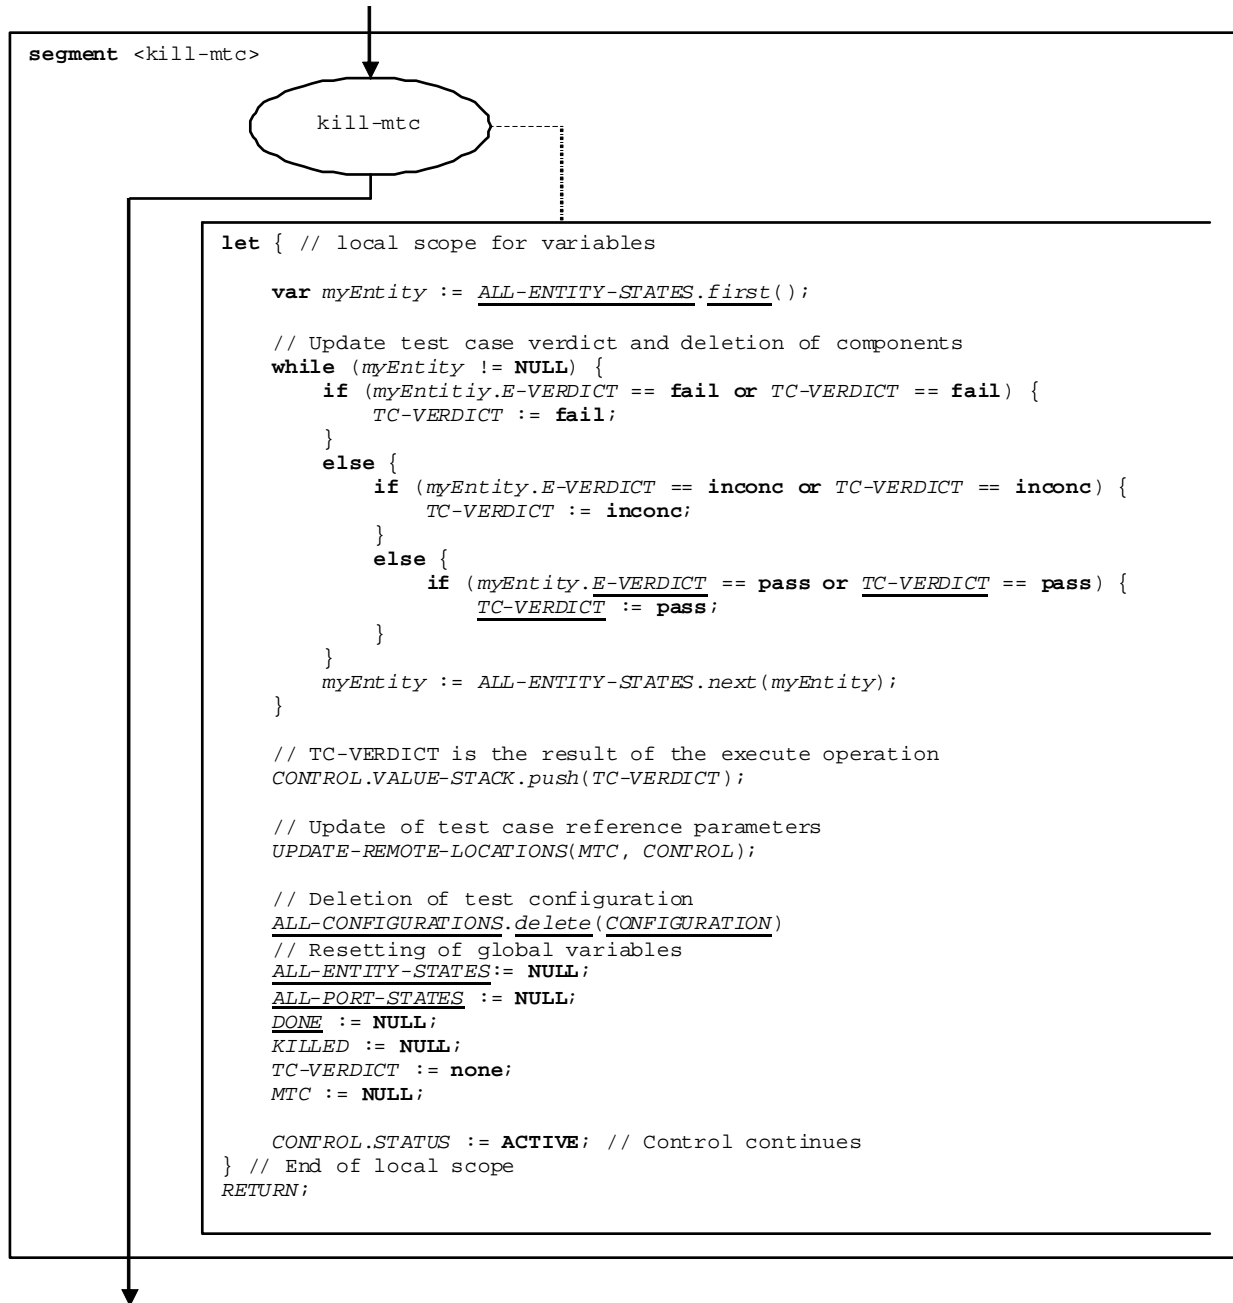 segment <kill-mtc>
kill-mtc
let { // local scope for variables
var myEntity := ALL-ENTITY-STATES.first();
// Update test case verdict and deletion of components
while (myEntity != NULL) {
if (myEntitiy.E-VERDICT == fail or TC-VERDICT == fail) {
TC-VERDICT := fail;
}
else {
if (myEntity.E-VERDICT == inconc or TC-VERDICT == inconc) {
TC-VERDICT := inconc;
}
else {
if (myEntity.E-VERDICT == pass or TC-VERDICT == pass) {
TC-VERDICT := pass;
}
}
myEntity := ALL-ENTITY-STATES.next(myEntity);
}
// TC-VERDICT is the result of the execute operation
CONTROL.VALUE-STACK.push(TC-VERDICT);
// Update of test case reference parameters
UPDATE-REMOTE-LOCATIONS(MTC, CONTROL);
// Deletion of test configuration
ALL-CONFIGURATIONS.delete(CONFIGURATION)
// Resetting of global variables
ALL-ENTITY-STATES:= NULL;
ALL-PORT-STATES := NULL;
DONE := NULL;
KILLED := NULL;
TC-VERDICT := none;
MTC := NULL;
CONTROL.STATUS := ACTIVE; // Control continues
} // End of local scope
RETURN;